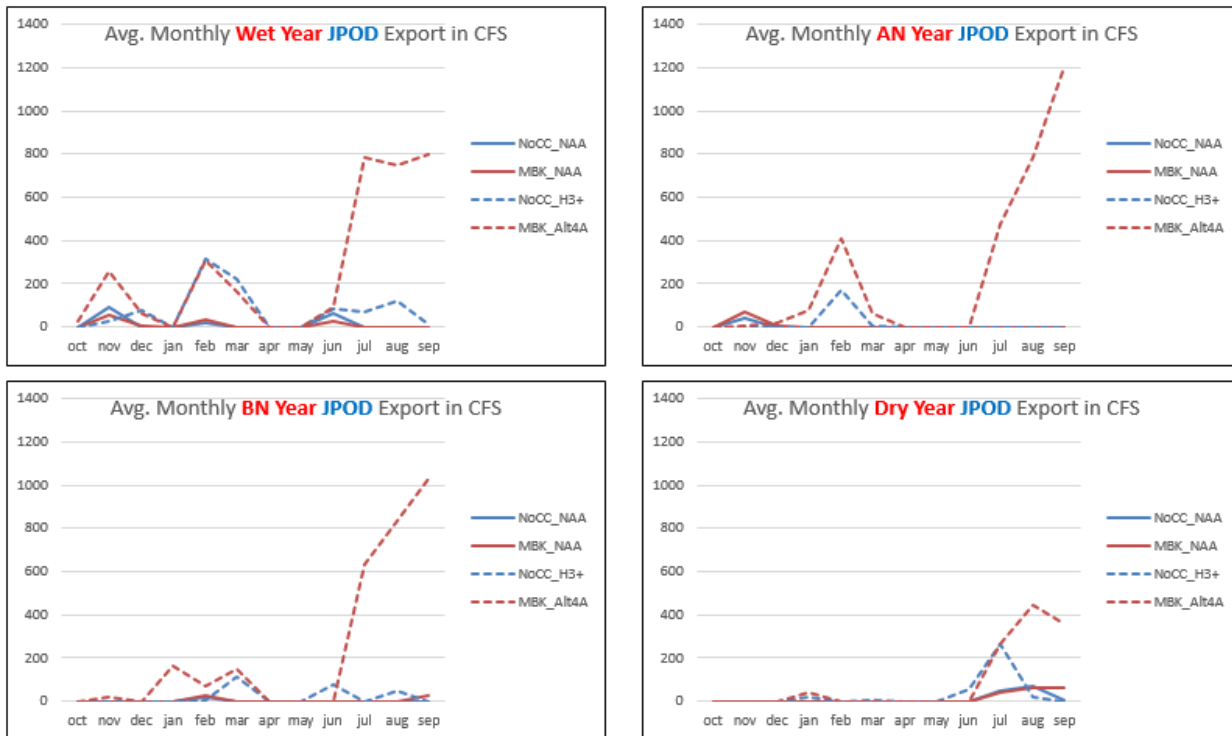 Avg. Monthly Wet Year JPOD Export in CFS
1400
1200
1000
800
600
400
200
0
oct nov dec jan feb mar apr may jun jul aug sep
NoCC_NAA
MBK_NAA
NoCC_H3+
MBK_Alt4A
Avg. Monthly AN Year JPOD Export in CFS
1400
1200
1000
800
600
400
200
0
oct nov dec jan feb mar apr may jun jul aug sep
NoCC_NAA
MBK_NAA
NoCC_H3+
MBK_Alt4A
Avg. Monthly BN Year JPOD Export in CFS
1400
1200
1000
800
600
400
200
0
oct nov dec jan feb mar apr may jun jul aug sep
NoCC_NAA
MBK_NAA
NoCC_H3+
MBK_Alt4A
Avg. Monthly Dry Year JPOD Export in CFS
1400
1200
1000
800
600
400
200
0
oct nov dec jan feb mar apr may jun jul aug sep
NoCC_NAA
MBK_NAA
NoCC_H3+
MBK_Alt4A